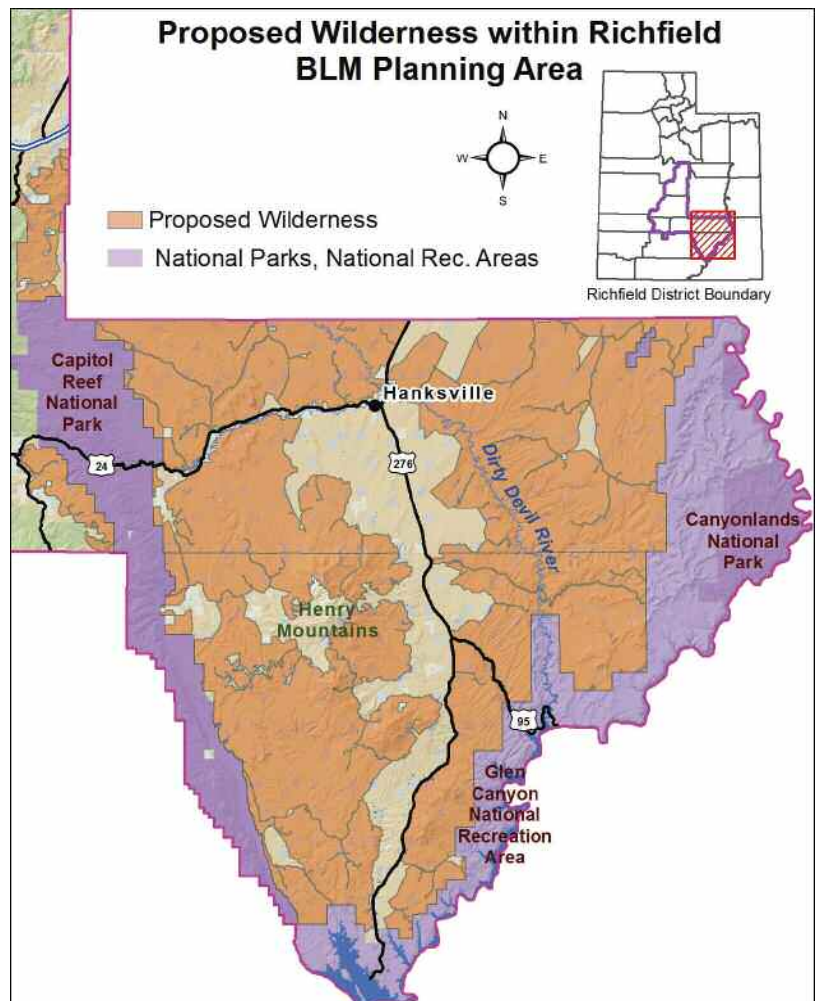 Proposed Wilderness within Richfield
BLM Planning Area
N
W
E
S
Proposed Wilderness
National Parks, National Rec. Areas
Richfield District Boundary
Capitol
Reef
National
Park
Hanksville
24
276
Dirty Devil River
Canyonlands
National
Park
Henry
Mountains
95
Glen
Canyon
National
Recreation
Area